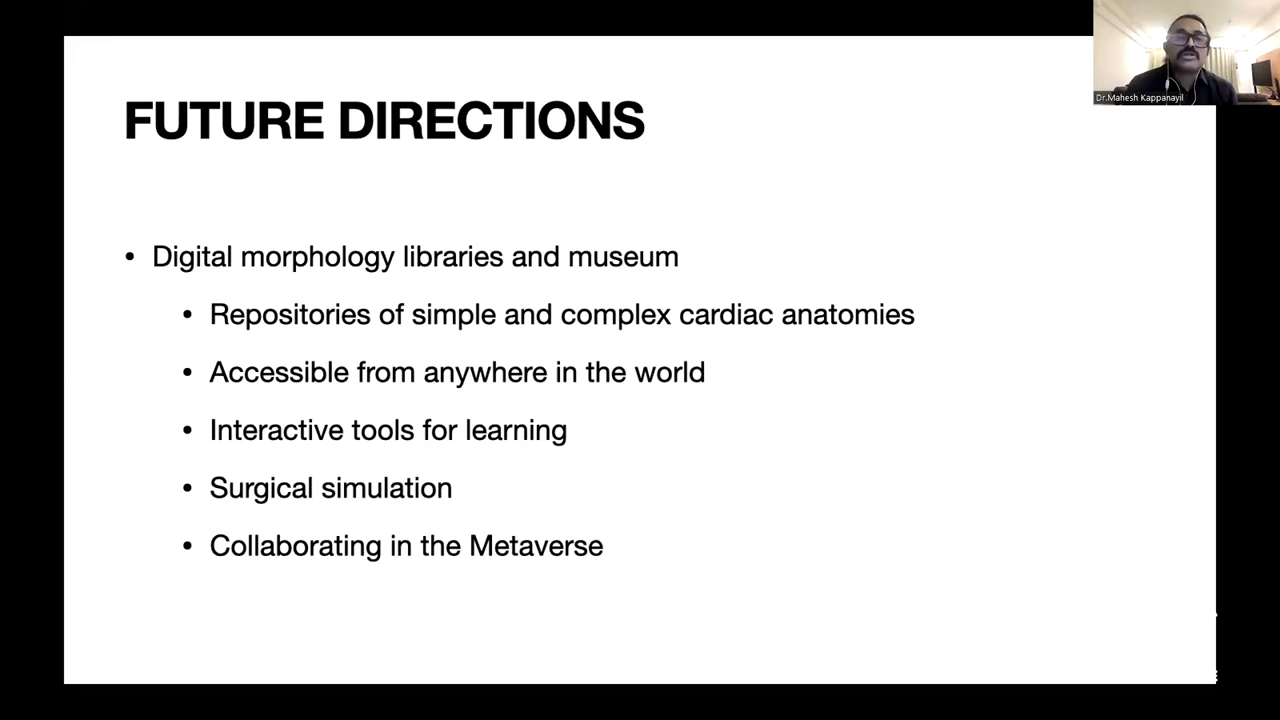 Dr.Mahesh Kappanayil
FUTURE DIRECTIONS
• Digital morphology libraries and museum
• Repositories of simple and complex cardiac anatomies
• Accessible from anywhere in the world
• Interactive tools for learning
• Surgical simulation
• Collaborating in the Metaverse